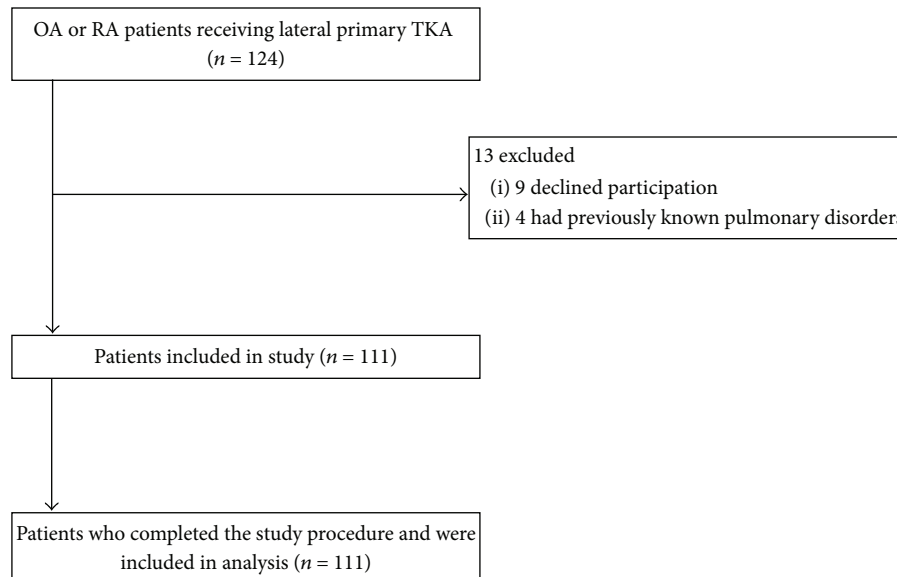 OA or RA patients receiving lateral primary TKA
(n = 124)
13 excluded
(i) 9 declined participation
(ii) 4 had previously known pulmonary disorders
Patients included in study (n = 111)
Patients who completed the study procedure and were
included in analysis (n = 111)